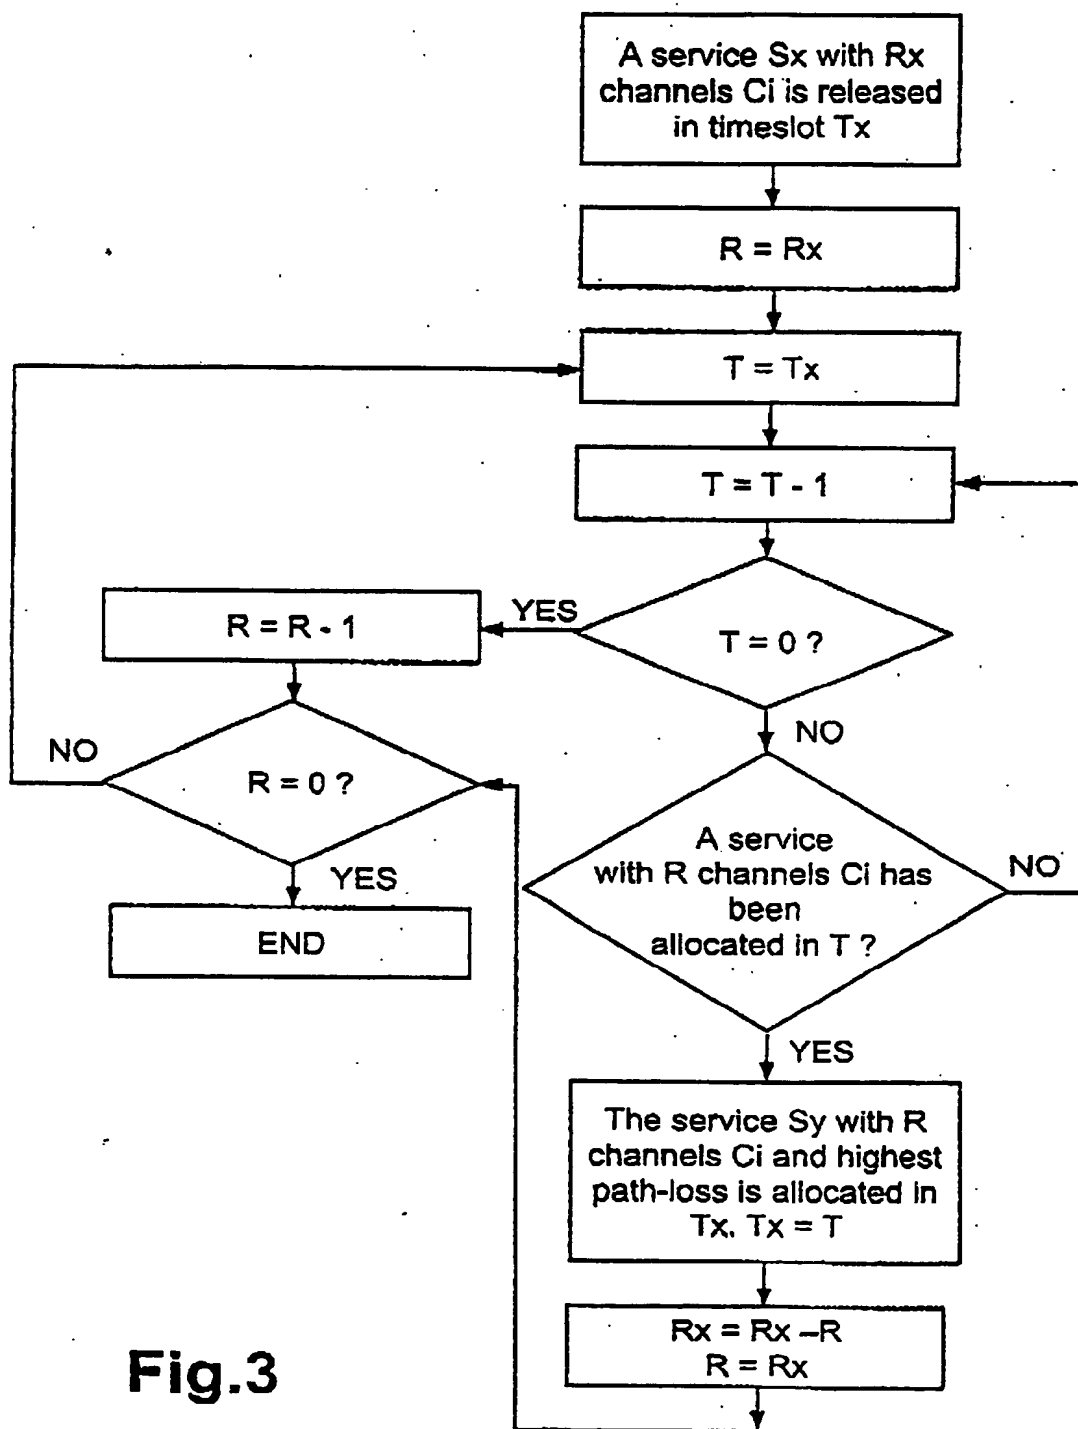 A service Sx with Rx
channels Ci is released
in timeslot Tx
R = Rx
T = Tx
T = T - 1
T = 0 ?
YES
NO
R = R - 1
R = 0 ?
NO
YES
END
A service
with R channels Ci has
been
allocated in T ?
NO
YES
The service Sy with R
channels Ci and highest
path-loss is allocated in
Tx. Tx = T
Rx = Rx –R
R = Rx
Fig.3